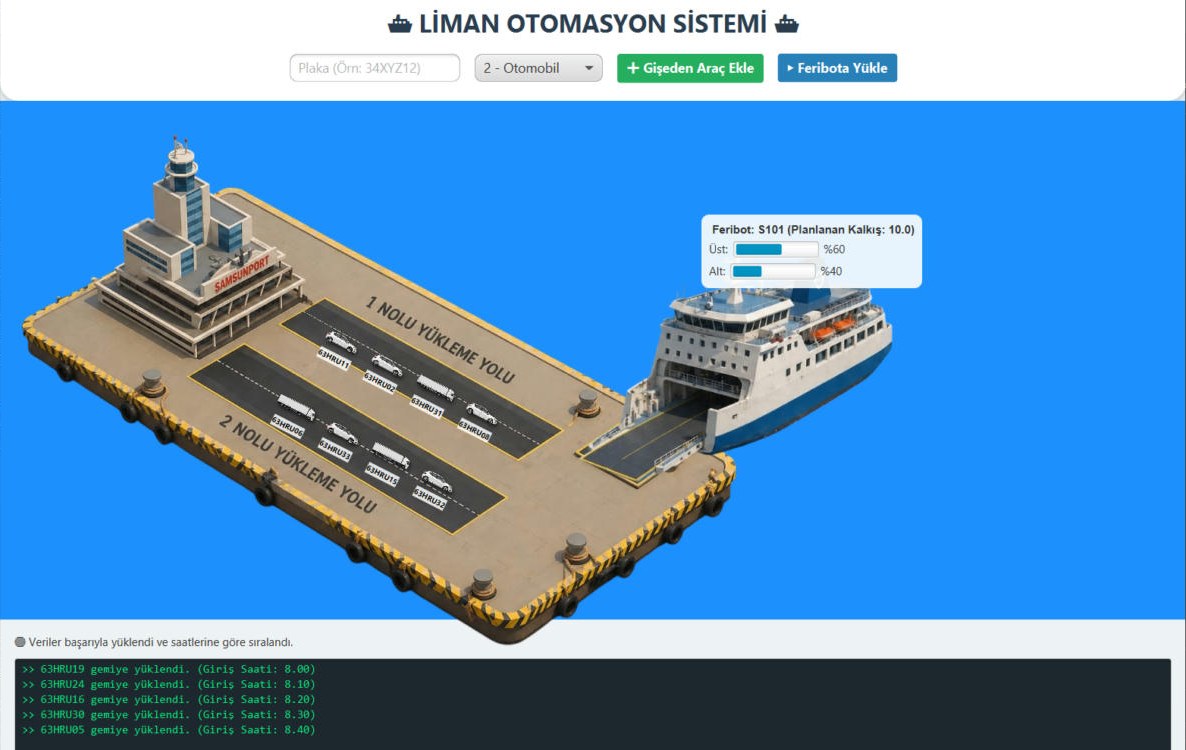 LİMAN OTOMASYON SİSTEMİ
Plaka (Örn: 34XYZ12)
2 - Otomobil
+ Gişeden Araç Ekle
Feribota Yükle
Feribot: S101 (Planlanan Kalkış: 10.0)
Üst: %60
Alt: %40
SAMSUNPORT
1 NOLU YÜKLEME YOLU
63HRU11
63HRU02
63HRU31
63HRU08
2 NOLU YÜKLEME YOLU
63HRU06
63HRU33
63HRU15
63HRU32
Veriler başarıyla yüklendi ve saatlerine göre sıralandı.
>> 63HRU19 gemiye yüklendi. (Giriş Saati: 8.00)
>> 63HRU24 gemiye yüklendi. (Giriş Saati: 8.10)
>> 63HRU16 gemiye yüklendi. (Giriş Saati: 8.20)
>> 63HRU30 gemiye yüklendi. (Giriş Saati: 8.30)
>> 63HRU05 gemiye yüklendi. (Giriş Saati: 8.40)